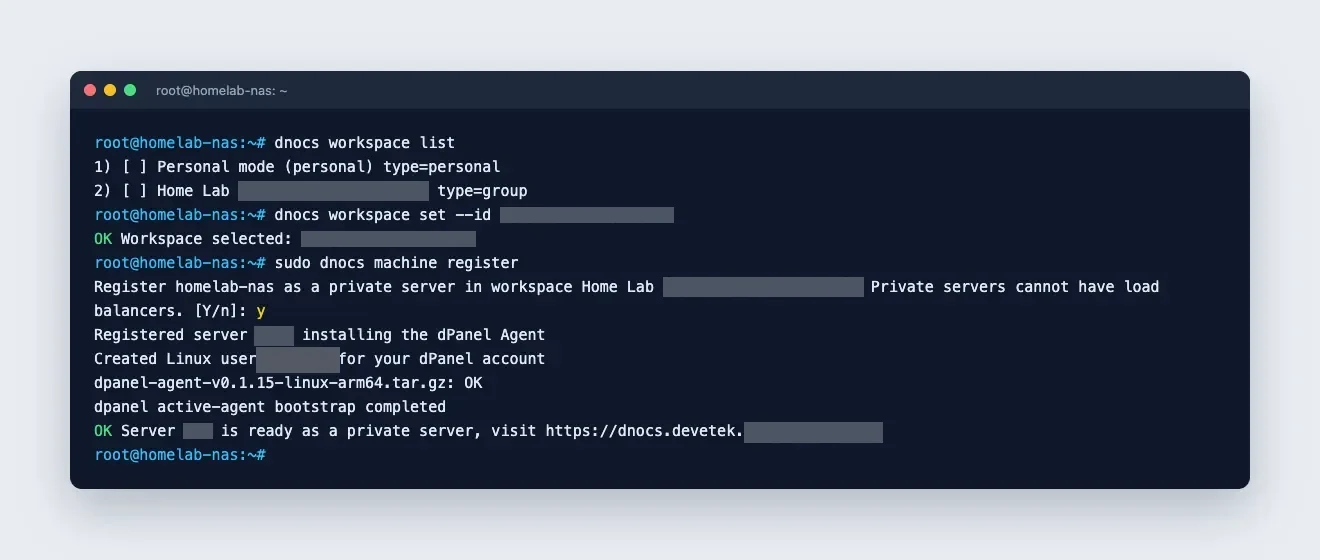 root@homelab-nas: ~
root@homelab-nas:~# dnocs workspace list
1) [ ] Personal mode (personal) type=personal
2) [ ] Home Lab type=group
root@homelab-nas:~# dnocs workspace set --id
OK Workspace selected:
root@homelab-nas:~# sudo dnocs machine register
Register homelab-nas as a private server in workspace Home Lab Private servers cannot have load
balancers. [Y/n]: y
Registered server installing the dPanel Agent
Created Linux user for your dPanel account
dpanel-agent-v0.1.15-linux-arm64.tar.gz: OK
dpanel active-agent bootstrap completed
OK Server is ready as a private server, visit https://dnocs.devetek.
root@homelab-nas:~#